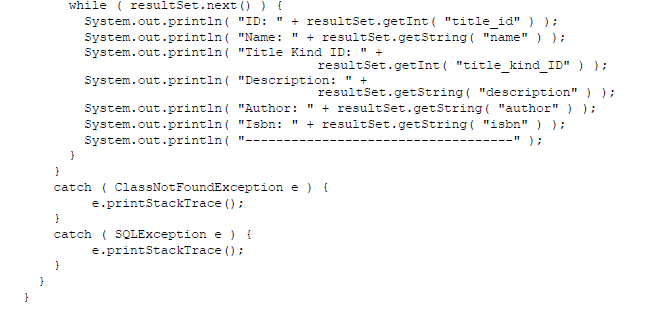 while ( resultSet.next() ) {
System.out.println( "ID: " + resultSet.getInt( "title_id" ) );
System.out.println( "Name: " + resultSet.getString( "name" ) );
System.out.println( "Title Kind ID: " +
resultSet.getInt( "title_kind_ID" ) );
System.out.println( "Description: " +
resultSet.getString( "description" ) );
System.out.println( "Author: " + resultSet.getString( "author" ) );
System.out.println( "Isbn: " + resultSet.getString( "isbn" ) );
System.out.println( "-----------------------------------" );
}
}
catch ( ClassNotFoundException e ) {
e.printStackTrace();
}
catch ( SQLException e ) {
e.printStackTrace();
}
}
}